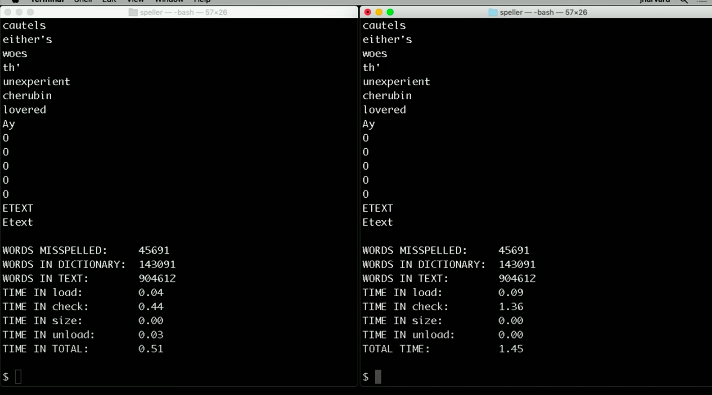 Terminal Shell Edit View Window Help
speller — -bash — 57×26
cautels
either's
woes
th'
unexperient
cherubin
lovered
Ay
O
O
O
O
O
ETEXT
Etext
WORDS MISSPELLED: 45691
WORDS IN DICTIONARY: 143091
WORDS IN TEXT: 904612
TIME IN load: 0.04
TIME IN check: 0.44
TIME IN size: 0.00
TIME IN unload: 0.03
TIME IN TOTAL: 0.51
$
speller — -bash — 57×26
cautels
either's
woes
th'
unexperient
cherubin
lovered
Ay
O
O
O
O
O
ETEXT
Etext
WORDS MISSPELLED: 45691
WORDS IN DICTIONARY: 143091
WORDS IN TEXT: 904612
TIME IN load: 0.09
TIME IN check: 1.36
TIME IN size: 0.00
TIME IN unload: 0.00
TOTAL TIME: 1.45
$